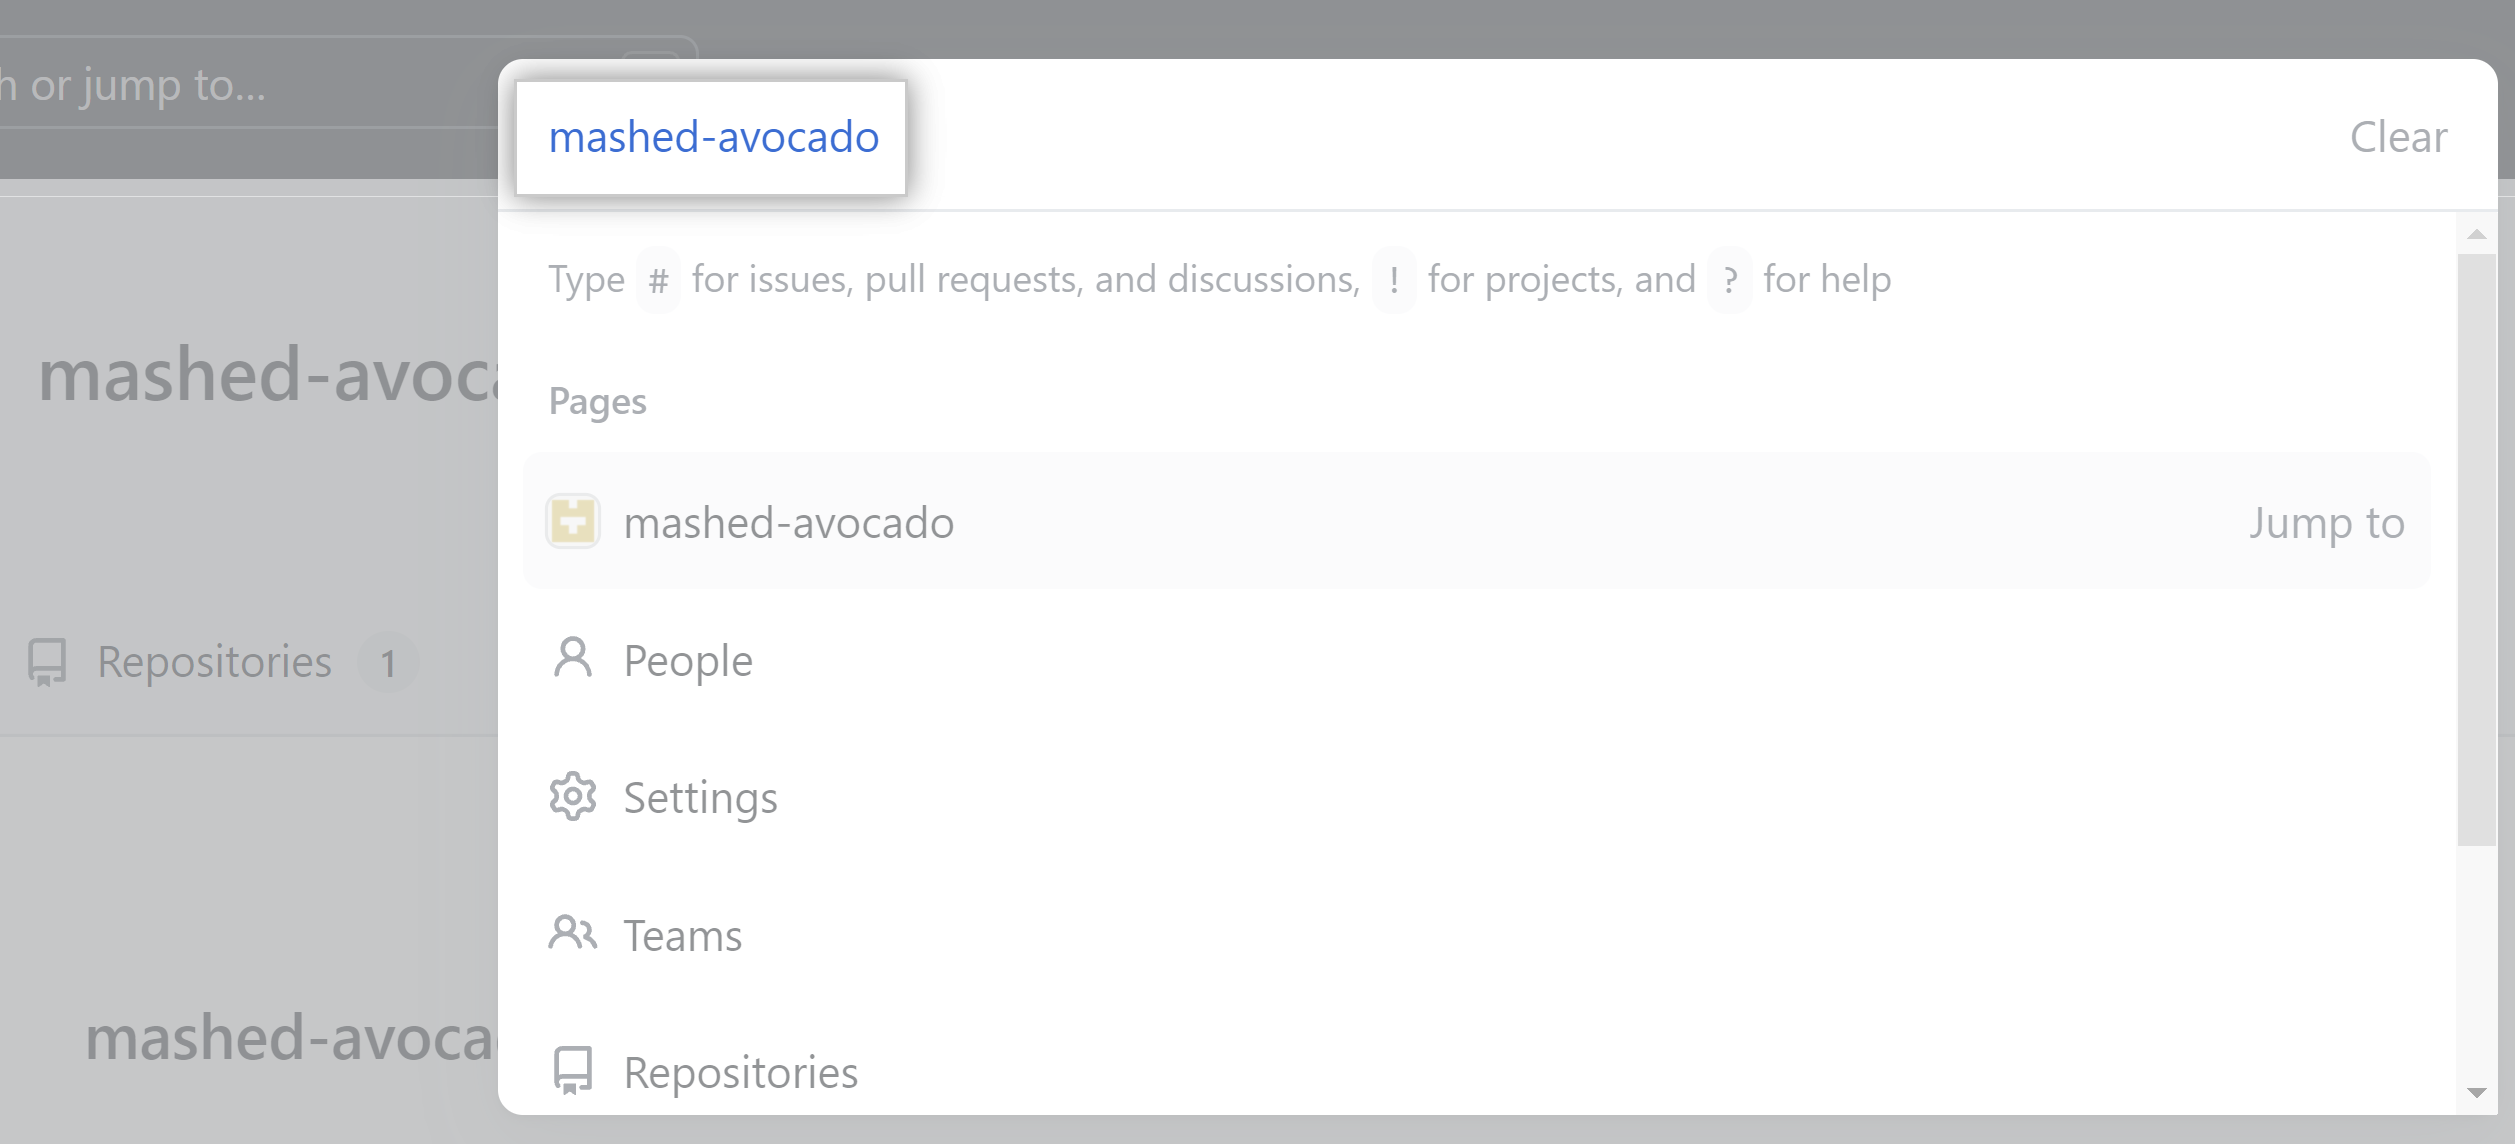 h or jump to...
mashed-avocado
Clear
Type # for issues, pull requests, and discussions, ! for projects, and ? for help
mashed-avoca
Pages
mashed-avocado
Jump to
Repositories 1
People
Settings
Teams
mashed-avoca
Repositories